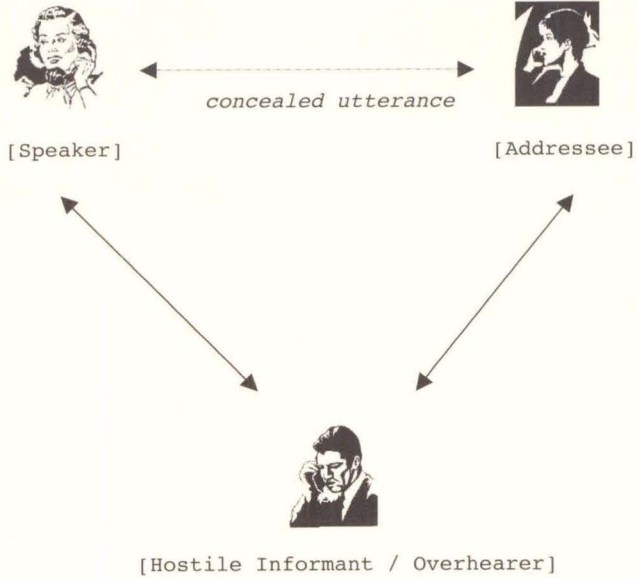 concealed utterance
[Speaker]
[Addressee]
[Hostile Informant / Overhearer]